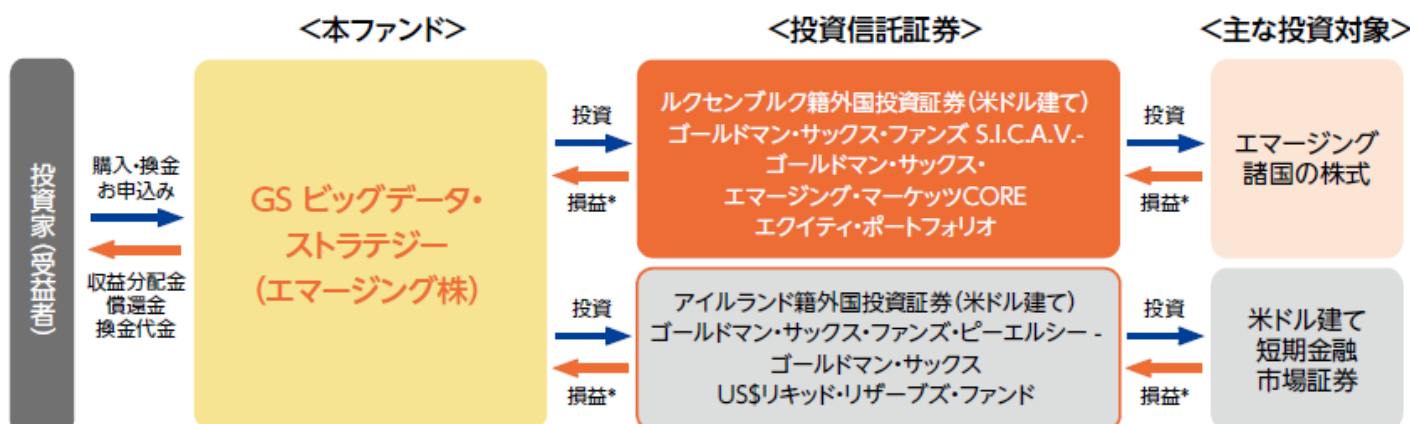 <本ファンド>
<投資信託証券>
<主な投資対象>
投資家(受益者)
購入・換金
お申込み
収益分配金
償還金
換金代金
GS ビッグデータ・
ストラテジー
(エマージング株)
投資
損益*
ルクセンブルク籍外国投資証券(米ドル建て)
ゴールドマン・サックス・ファンズ S.I.C.A.V.-
ゴールドマン・サックス・
エマージング・マーケッツCORE
エクイティ・ポートフォリオ
投資
損益*
エマージング
諸国の株式
投資
損益*
アイルランド籍外国投資証券(米ドル建て)
ゴールドマン・サックス・ファンズ・ピーエルシー -
ゴールドマン・サックス
US$リキッド・リザーブズ・ファンド
投資
損益*
米ドル建て
短期金融
市場証券